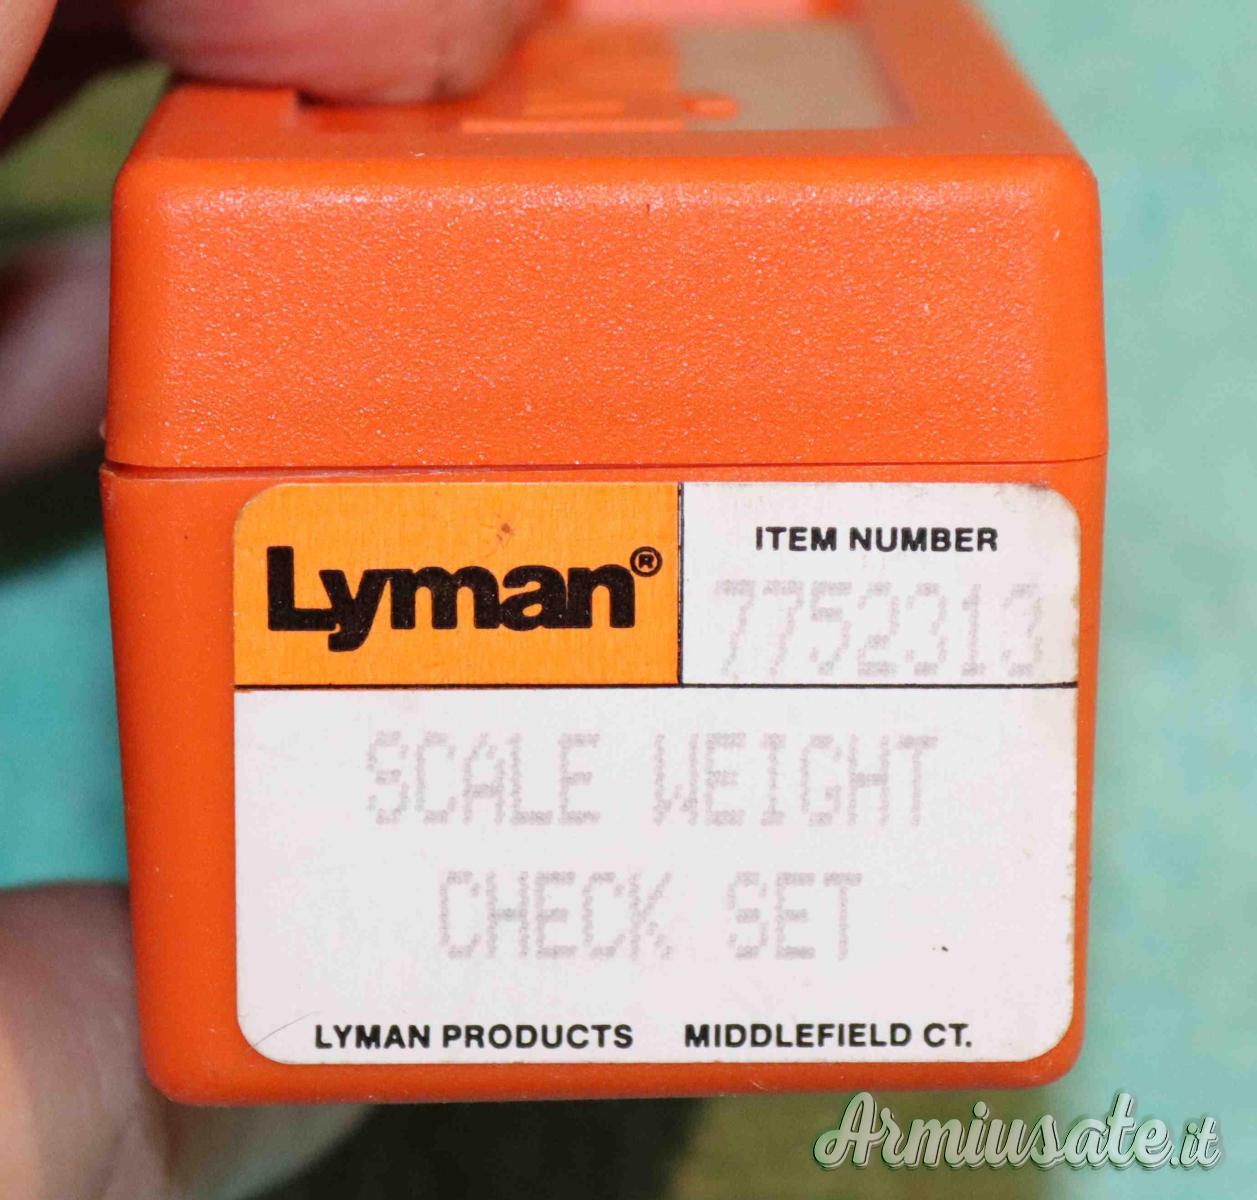 Lyman®
ITEM NUMBER
7752313
SCALE WEIGHT
CHECK SET
LYMAN PRODUCTS MIDDLEFIELD CT.
Armiusate.it